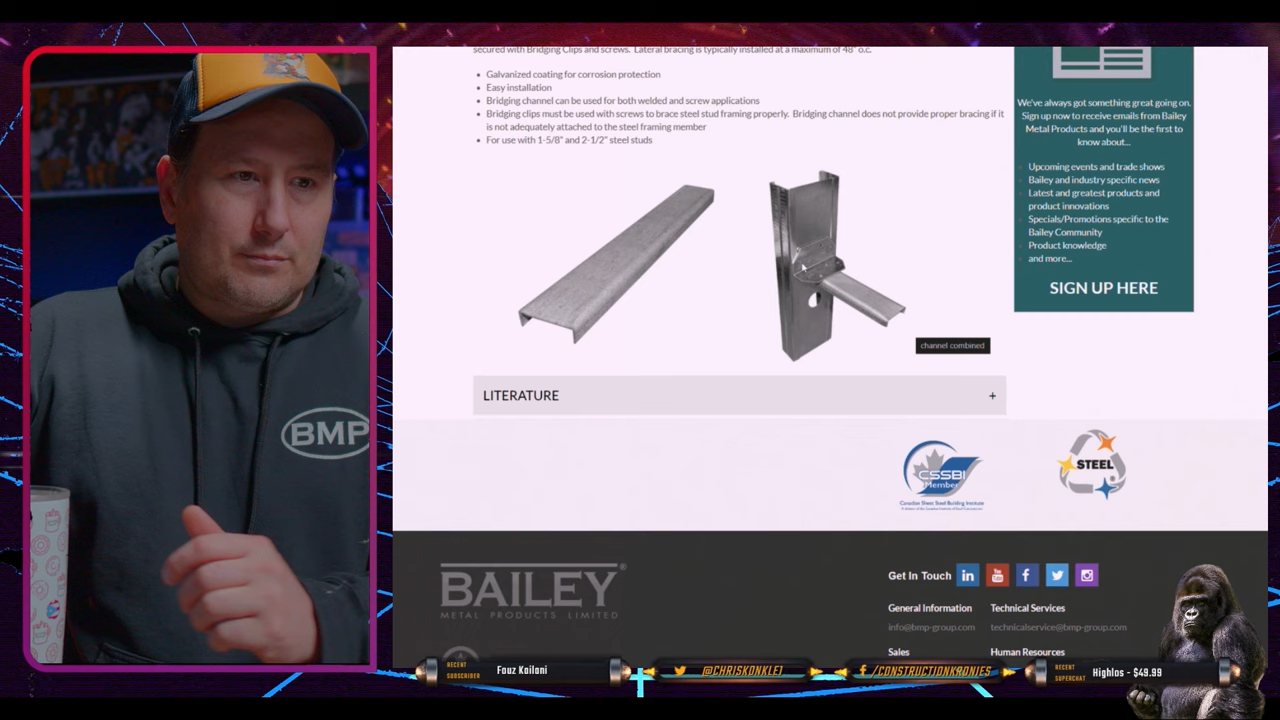 secured with Bridging Clips and screws. Lateral bracing is typically installed at a maximum of 48" o.c.
Galvanized coating for corrosion protection
Easy installation
Bridging channel can be used for both welded and screw applications
Bridging clips must be used with screws to brace steel stud framing properly. Bridging channel does not provide proper bracing if it
is not adequately attached to the steel framing member
For use with 1-5/8" and 2-1/2" steel studs
channel combined
LITERATURE +
We've always got something great going on.
Sign up now to receive emails from Bailey
Metal Products and you'll be the first to
know about...
Upcoming events and trade shows
Bailey and industry specific news
Latest and greatest products and
product innovations
Specials/Promotions specific to the
Bailey Community
Product knowledge
and more...
SIGN UP HERE
BMP
CSSBI
Member
Canadian Sheet Steel Building Institute
STEEL
BAILEY®
METAL PRODUCTS LIMITED
Get In Touch
General Information Technical Services
info@bmp-group.com technicalservice@bmp-group.com
Sales Human Resources
RECENT
SUBSCRIBER
Fouz Kailani
@CHRISKONKLE1
/CONSTRUCTIONKRONIES
RECENT
SUPERCHAT
Highlos - $49.99